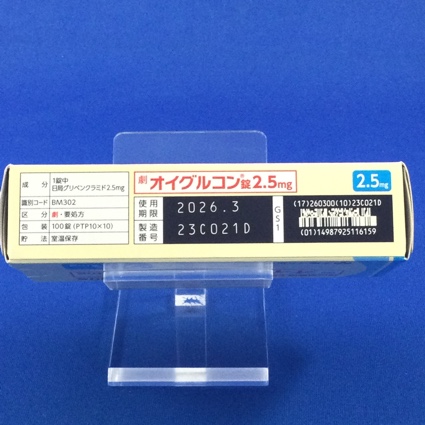 成分 1錠中 日局グリベンクラミド2.5mg
識別コード BM302
区分 劇・要処方
包装 100錠(PTP10×10)
貯法 室温保存
劇 オイグルコン®錠2.5mg
使用期限 2026.3
製造番号 23C021D
GS1
2.5mg
(17)260300(10)23C021D
(01)14987925116159